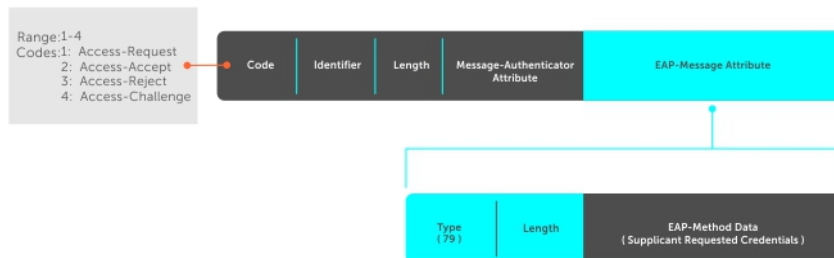 Range:1-4
Codes:1: Access-Request
2: Access-Accept
3: Access-Reject
4: Access-Challenge
Code
Identifier
Length
Message-Authenticator
Attribute
EAP-Message Attribute
Type
( 79 )
Length
EAP-Method Data
( Supplicant Requested Credentials )